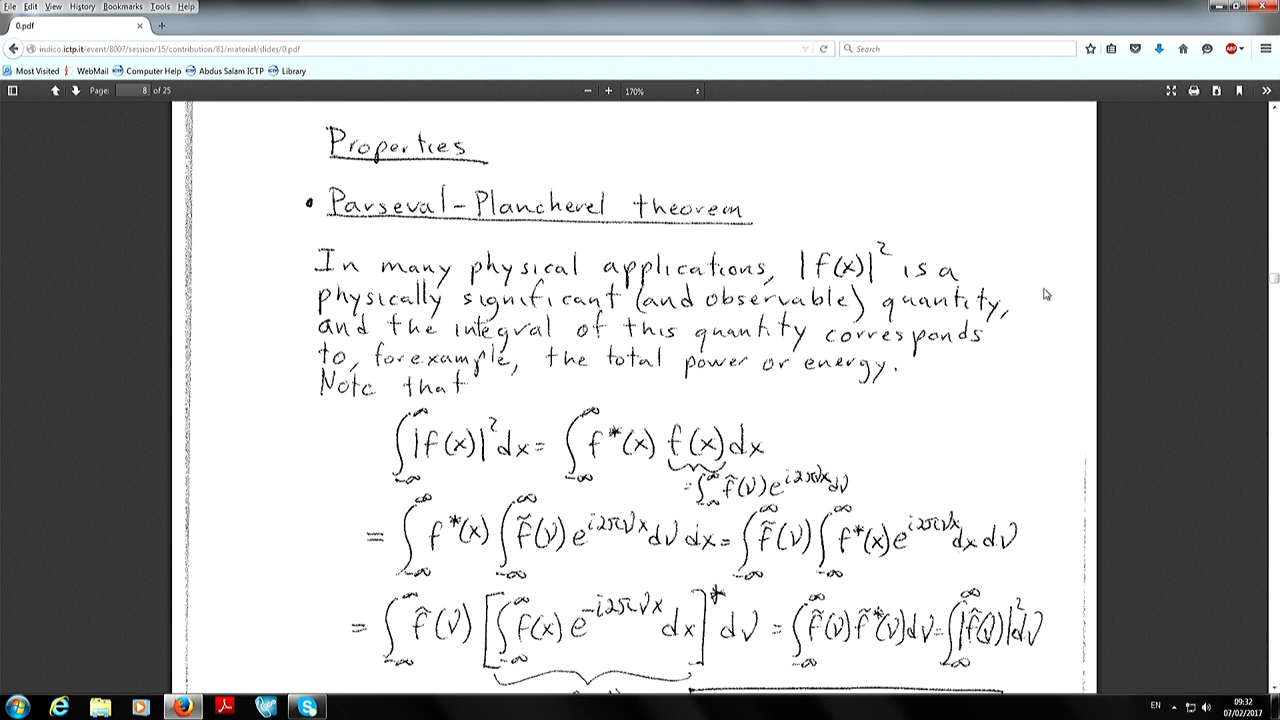 File Edit View History Bookmarks Tools Help
0.pdf
indico.ictp.it/event/8007/session/15/contribution/81/material/slides/0.pdf
Search
Most Visited WebMail Computer Help Abdus Salam ICTP Library
Page: 8 of 25
170%
Properties
• Parseval-Plancherel theorem
In many physical applications, |f(x)|² is a
physically significant (and observable) quantity,
and the integral of this quantity corresponds
to, for example, the total power or energy.
Note that
∫_{-∞}^{∞} |f(x)|² dx = ∫_{-∞}^{∞} f*(x) f(x) dx
= ∫_{-∞}^{∞} f̃(ν) e^{i2πνx} dν
= ∫_{-∞}^{∞} f*(x) ∫_{-∞}^{∞} f̃(ν) e^{i2πνx} dν dx = ∫_{-∞}^{∞} f̃(ν) ∫_{-∞}^{∞} f*(x) e^{i2πνx} dx dν
= ∫_{-∞}^{∞} f̃(ν) [∫_{-∞}^{∞} f(x) e^{-i2πνx} dx]* dν = ∫_{-∞}^{∞} f̃(ν) f̃*(ν) dν = ∫_{-∞}^{∞} |f̃(ν)|² dν
EN
09:32
07/02/2017